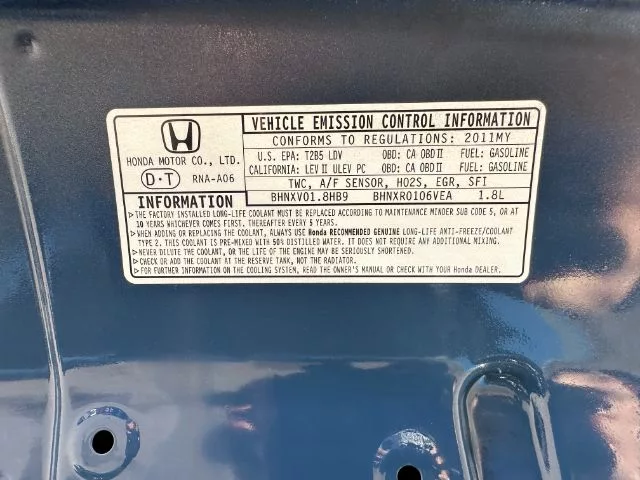 VEHICLE EMISSION CONTROL INFORMATION
CONFORMS TO REGULATIONS: 2011MY
HONDA MOTOR CO., LTD.
D·T RNA-A06
U.S. EPA: T2B5 LDV OBD: CA OBDⅡ FUEL: GASOLINE
CALIFORNIA: LEVⅡ ULEV PC OBD: CA OBDⅡ FUEL: GASOLINE
TWC, A/F SENSOR, HO2S, EGR, SFI
BHNXV01.8HB9 BHNXR0106VEA 1.8L
INFORMATION
▷THE FACTORY INSTALLED LONG-LIFE COOLANT MUST BE REPLACED ACCORDING TO MAINTENANCE MINDER SUB CODE 5, OR AT
10 YEARS WHICHEVER COMES FIRST. THEREAFTER EVERY 5 YEARS.
▷WHEN ADDING OR REPLACING COOLANT, ALWAYS USE Honda RECOMMENDED GENUINE LONG-LIFE ANTI-FREEZE/COOLANT
TYPE 2. THIS COOLANT IS PRE-MIXED WITH 50% DISTILLED WATER. IT DOES NOT REQUIRE ANY ADDITIONAL MIXING.
▷NEVER DILUTE THE COOLANT, OR THE LIFE OF THE ENGINE MAY BE SERIOUSLY SHORTENED.
▷CHECK OR ADD THE COOLANT AT THE RESERVE TANK, NOT THE RADIATOR.
▷FOR FURTHER INFORMATION ON THE COOLING SYSTEM, READ THE OWNER'S MANUAL OR CHECK WITH YOUR Honda DEALER.